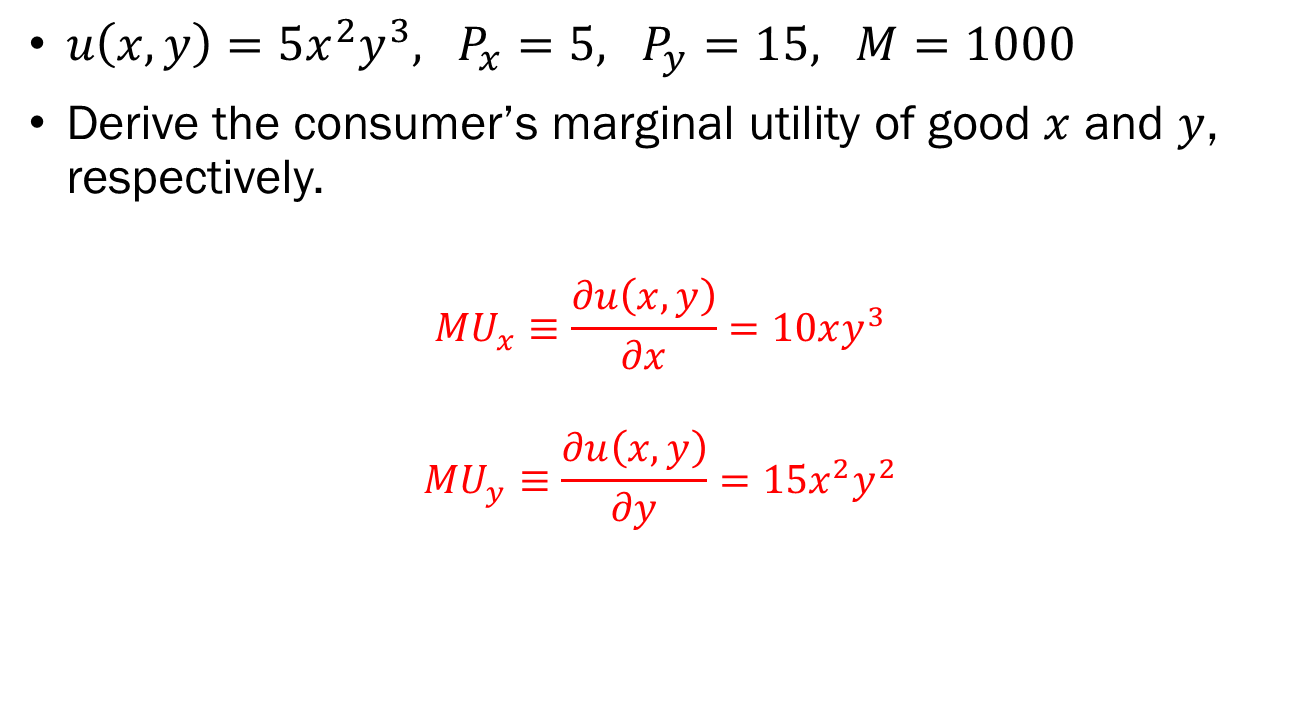 • u(x, y) = 5x²y³, Pₓ = 5, P_y = 15, M = 1000
• Derive the consumer’s marginal utility of good x and y,
respectively.
MUₓ ≡ ∂u(x, y)/∂x = 10xy³
MU_y ≡ ∂u(x, y)/∂y = 15x²y²